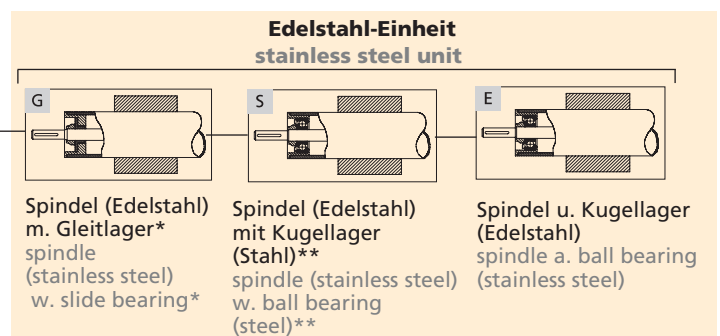 Edelstahl-Einheit
stainless steel unit
G
Spindel (Edelstahl)
m. Gleitlager*
spindle
(stainless steel)
w. slide bearing*
S
Spindel (Edelstahl)
mit Kugellager
(Stahl)**
spindle (stainless steel)
w. ball bearing
(steel)**
E
Spindel u. Kugellager
(Edelstahl)
spindle a. ball bearing
(stainless steel)